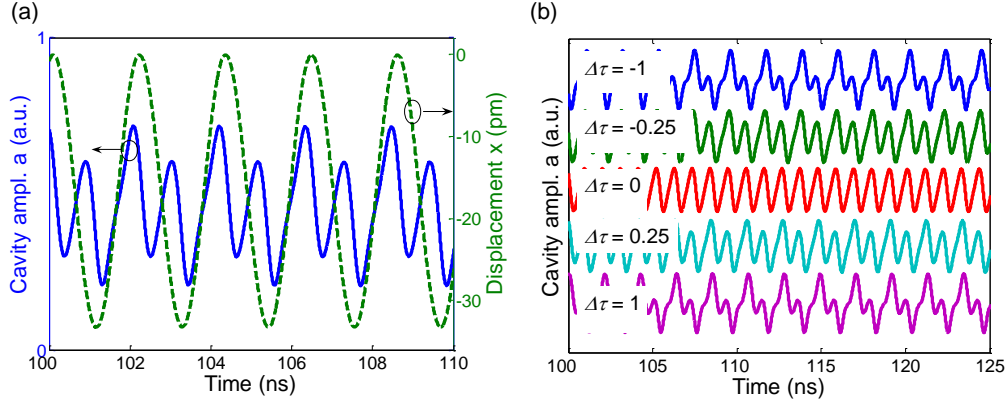 (a)
1
0
Cavity ampl. a (a.u.)
0
-10
-20
-30
Displacement x (pm)
100 102 104 106 108 110
Time (ns)
(b)
Cavity ampl. a (a.u.)
Δτ = -1
Δτ = -0.25
Δτ = 0
Δτ = 0.25
Δτ = 1
100 105 110 115 120 125
Time (ns)